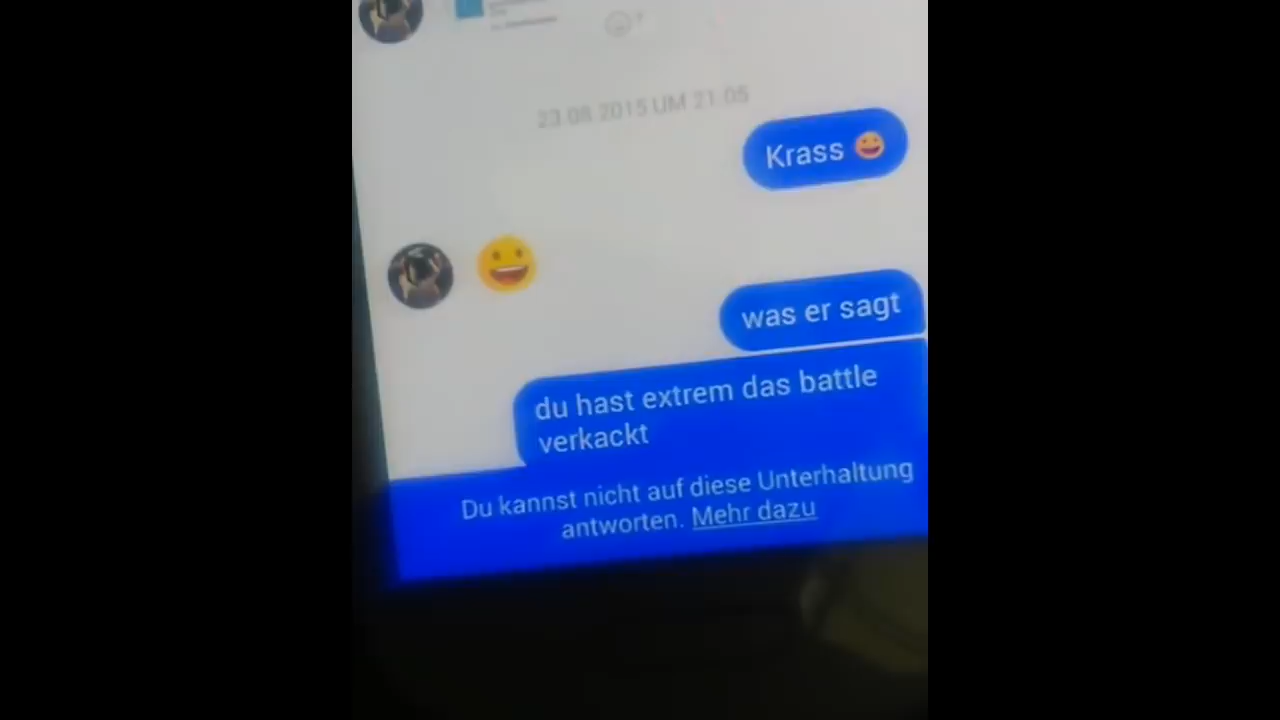 23.08.2015 UM 21:05
Krass 😀
😀
was er sagt
du hast extrem das battle
verkackt
Du kannst nicht auf diese Unterhaltung
antworten. Mehr dazu